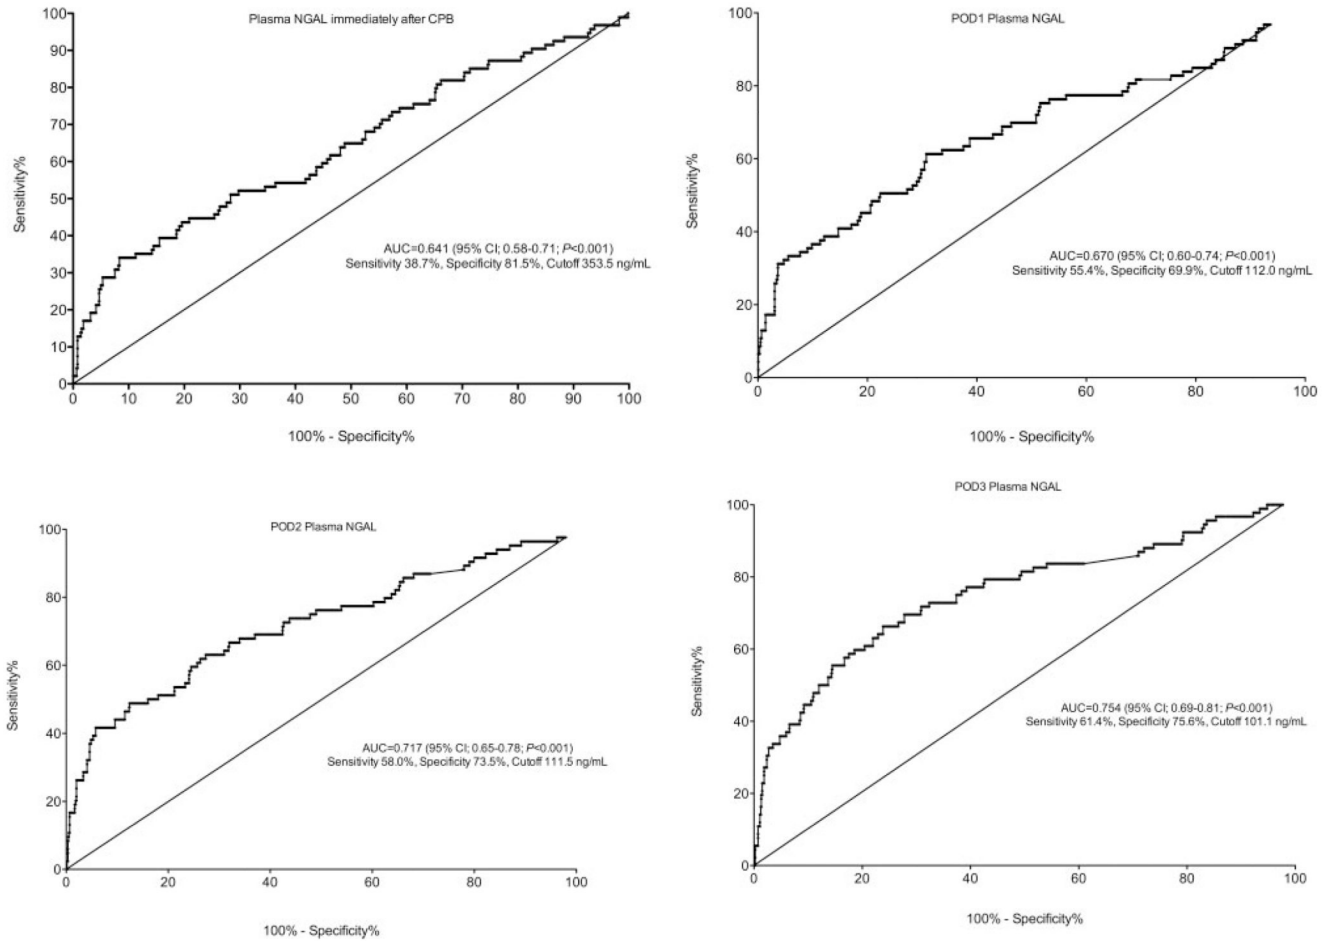 Plasma NGAL immediately after CPB
100
90
80
70
60
50
40
30
20
10
0
Sensitivity%
AUC=0.641 (95% CI; 0.58-0.71; P<0.001)
Sensitivity 38.7%, Specificity 81.5%, Cutoff 353.5 ng/mL
0 10 20 30 40 50 60 70 80 90 100
100% - Specificity%
POD1 Plasma NGAL
100
80
60
40
20
0
Sensitivity%
AUC=0.670 (95% CI; 0.60-0.74; P<0.001)
Sensitivity 55.4%, Specificity 69.9%, Cutoff 112.0 ng/mL
0 20 40 60 80 100
100% - Specificity%
POD2 Plasma NGAL
100
80
60
40
20
0
Sensitivity%
AUC=0.717 (95% CI; 0.65-0.78; P<0.001)
Sensitivity 58.0%, Specificity 73.5%, Cutoff 111.5 ng/mL
0 20 40 60 80 100
100% - Specificity%
POD3 Plasma NGAL
100
80
60
40
20
0
Sensitivity%
AUC=0.754 (95% CI; 0.69-0.81; P<0.001)
Sensitivity 61.4%, Specificity 75.6%, Cutoff 101.1 ng/mL
0 20 40 60 80 100
100% - Specificity%